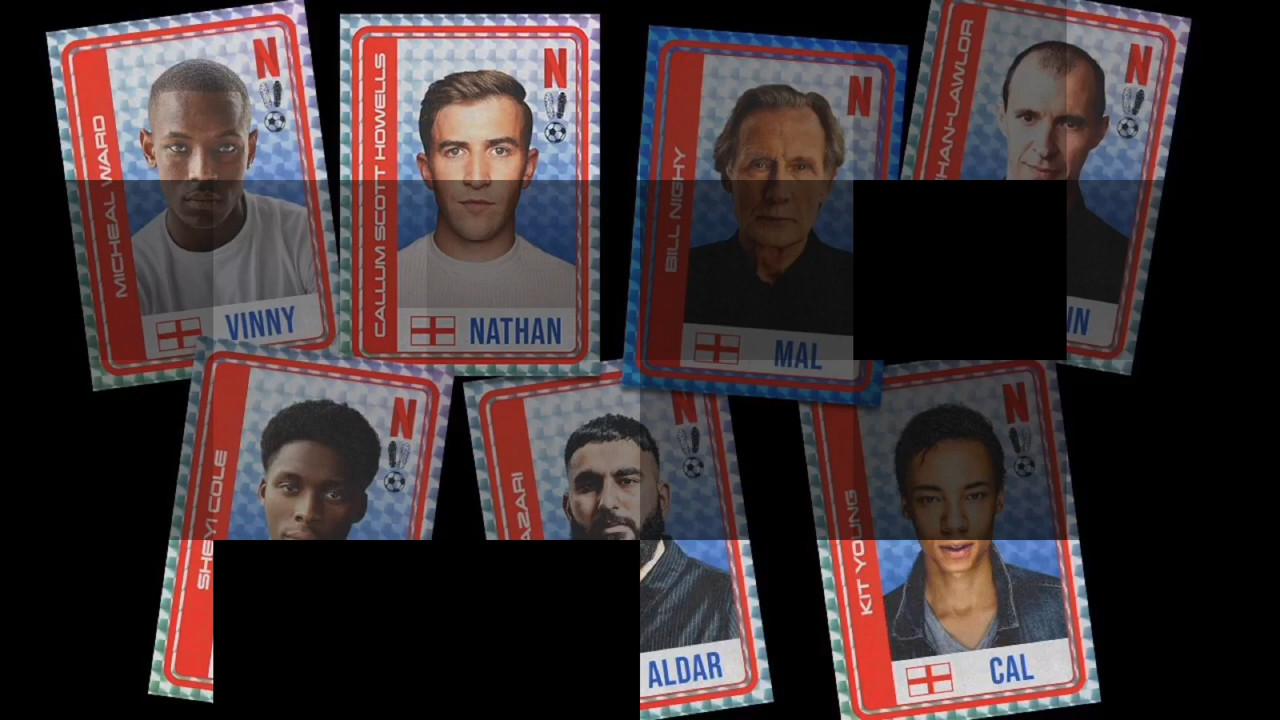 MICHEAL WARD
N
VINNY
CALLUM SCOTT HOWELLS
N
NATHAN
BILL NIGHY
N
MAL
N
SHEYI COLE
N
N
ALDAR
KIT YOUNG
N
CAL